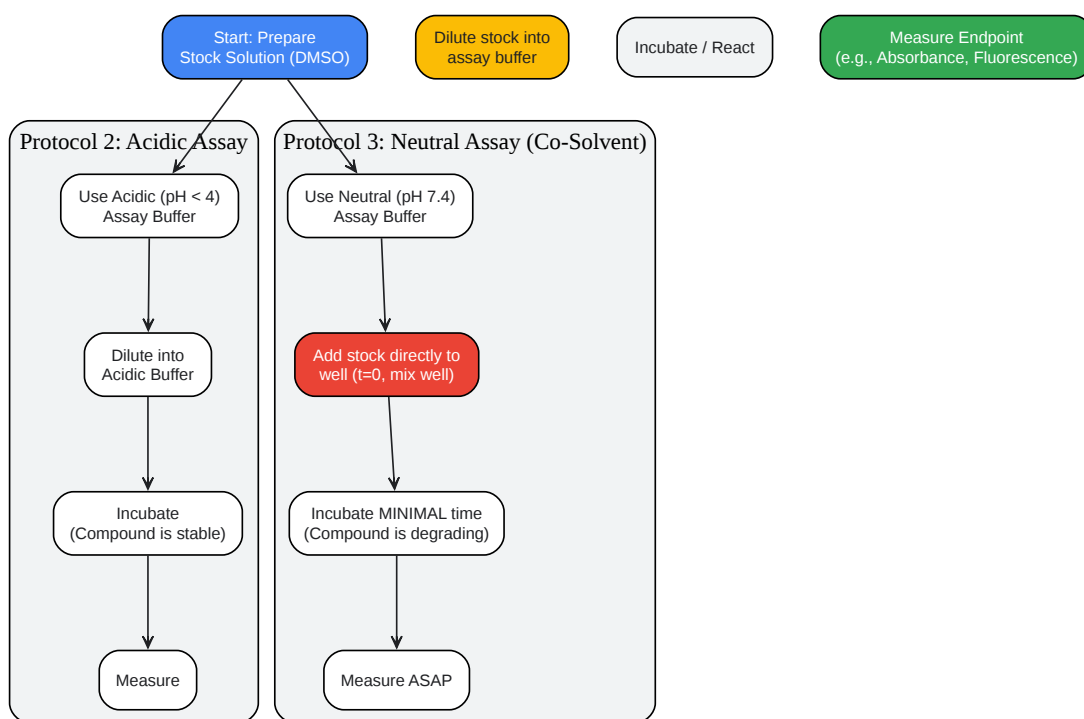 Start: Prepare
Stock Solution (DMSO)
Dilute stock into
assay buffer
Incubate / React
Measure Endpoint
(e.g., Absorbance, Fluorescence)
Protocol 2: Acidic Assay
Use Acidic (pH < 4)
Assay Buffer
Dilute into
Acidic Buffer
Incubate
(Compound is stable)
Measure
Protocol 3: Neutral Assay (Co-Solvent)
Use Neutral (pH 7.4)
Assay Buffer
Add stock directly to
well (t=0, mix well)
Incubate MINIMAL time
(Compound is degrading)
Measure ASAP